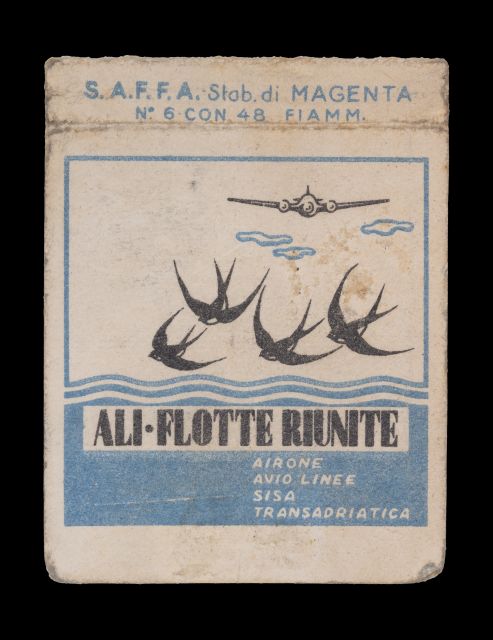 S.A.F.F.A. Stab. di MAGENTA
N° 6 CON 48 FIAMM.
ALI·FLOTTE RIUNITE
AIRONE
AVIO LINEE
SISA
TRANSADRIATICA